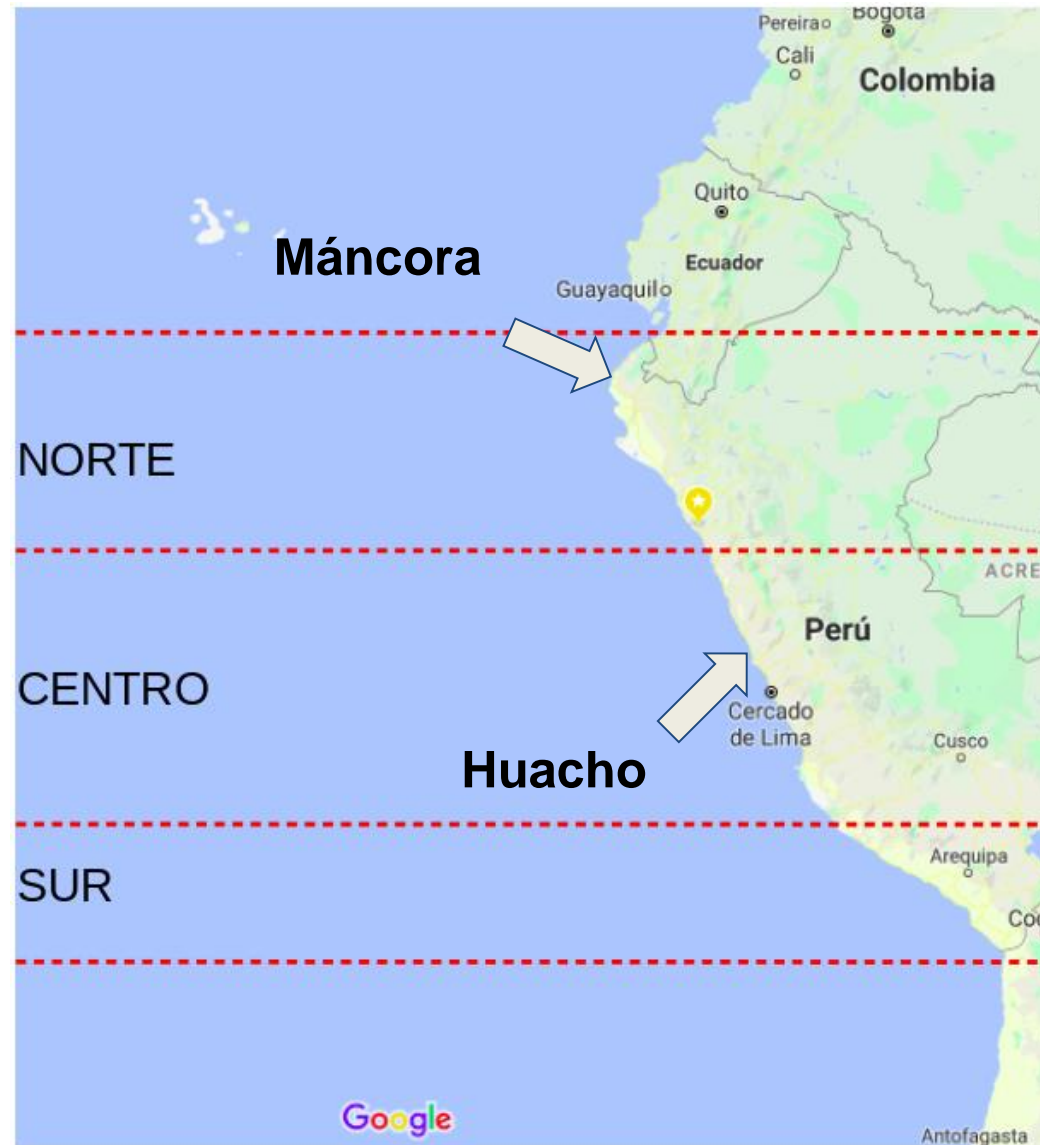 Bogotá
Pereira
Cali
Colombia
Quito
Máncora
Ecuador
Guayaquil
NORTE
ACRE
Perú
CENTRO
Cercado
de Lima
Cusco
Huacho
Arequipa
SUR
Google
Antofagasta